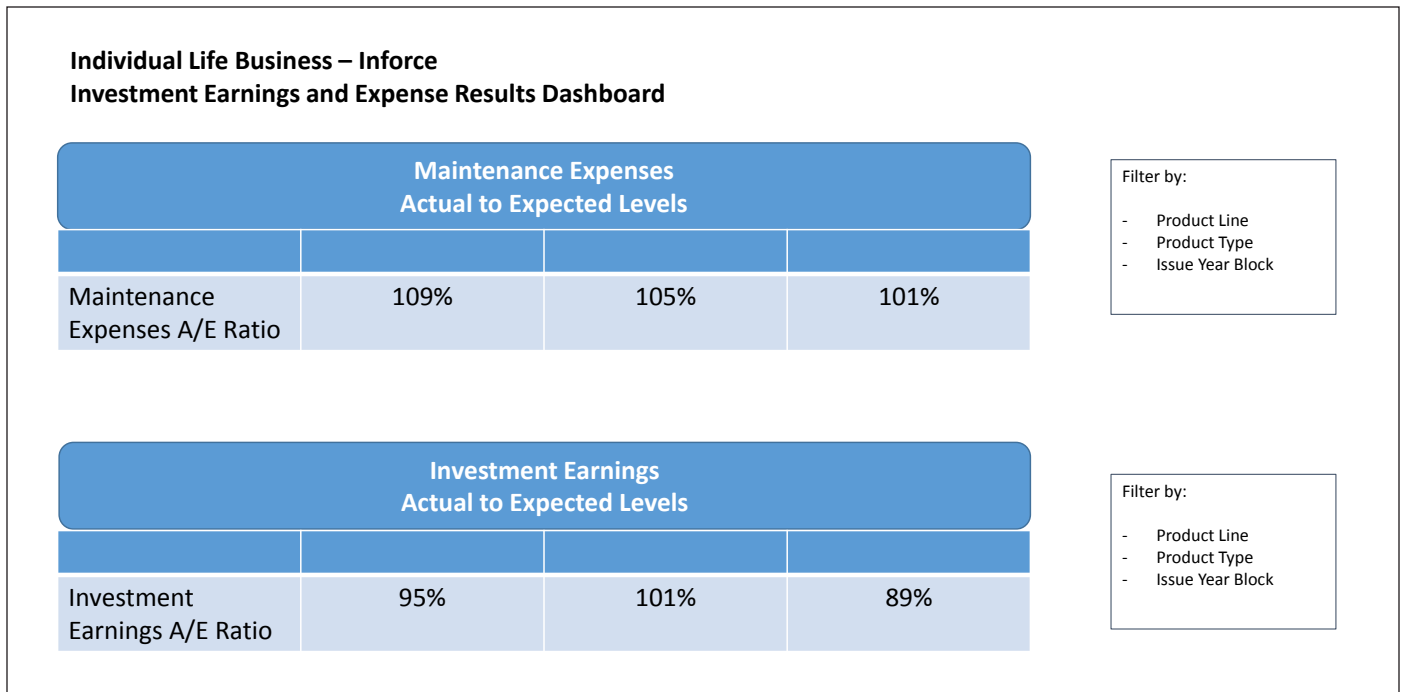 Individual Life Business – Inforce
Investment Earnings and Expense Results Dashboard
Maintenance Expenses
Actual to Expected Levels
Maintenance
Expenses A/E Ratio
109%
105%
101%
Filter by:
- Product Line
- Product Type
- Issue Year Block
Investment Earnings
Actual to Expected Levels
Investment
Earnings A/E Ratio
95%
101%
89%
Filter by:
- Product Line
- Product Type
- Issue Year Block